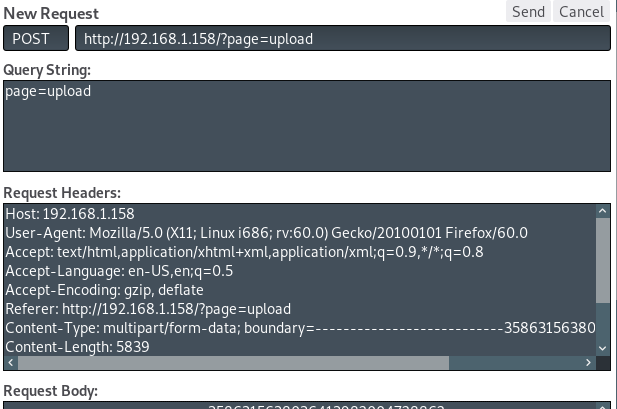 New Request
Send Cancel
POST http://192.168.1.158/?page=upload
Query String:
page=upload
Request Headers:
Host: 192.168.1.158
User-Agent: Mozilla/5.0 (X11; Linux i686; rv:60.0) Gecko/20100101 Firefox/60.0
Accept: text/html,application/xhtml+xml,application/xml;q=0.9,*/*;q=0.8
Accept-Language: en-US,en;q=0.5
Accept-Encoding: gzip, deflate
Referer: http://192.168.1.158/?page=upload
Content-Type: multipart/form-data; boundary=---------------------------35863156380
Content-Length: 5839
Request Body: